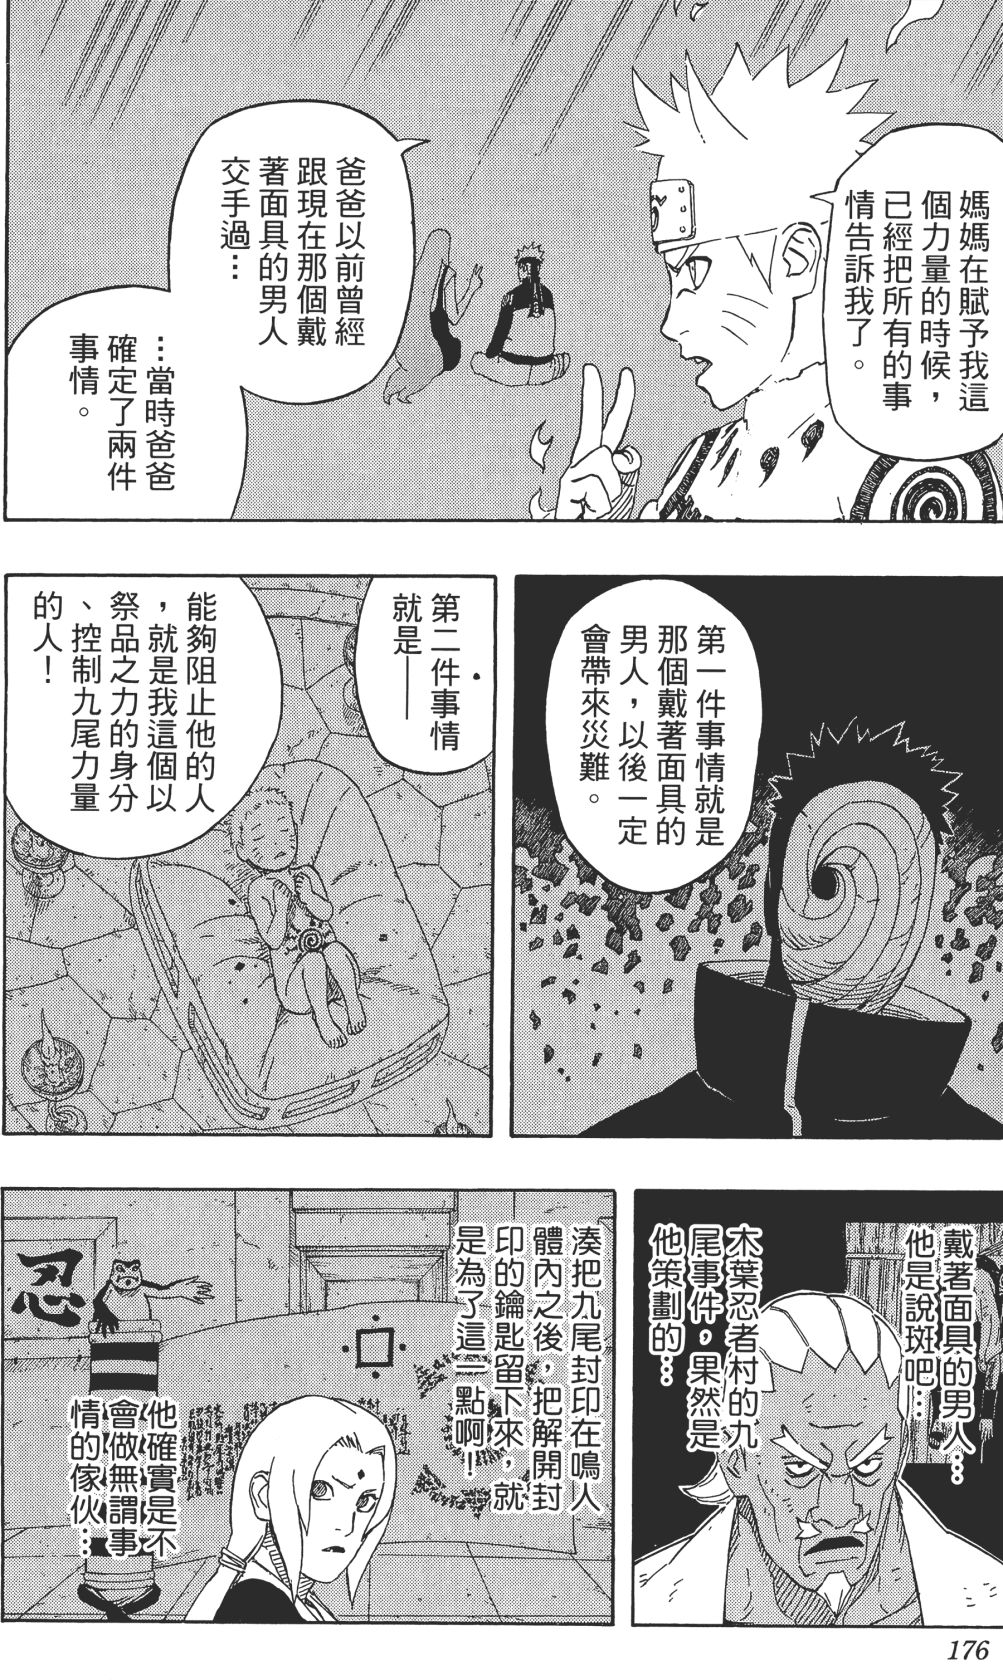 媽媽在賦予我這
個力量的時候，
已經把所有的事
情告訴我了。
爸爸以前曾經
跟現在那個戴
著面具的男人
交手過…
…當時爸爸
確定了兩件
事情。
第一件事情就是
那個戴著面具的
男人，以後一定
會帶來災難。
第二件事情
就是——
能夠阻止他的人
，就是我這個以
祭品之力的身分
、控制九尾力量
的人！
戴著面具的男人…
他是說斑吧…
木葉忍者村的九
尾事件，果然是
他策劃的…
湊把九尾封印在鳴人
體內之後，把解開封
印的鑰匙留下來，就
是為了這一點啊！
他確實是不
會做無謂事
情的傢伙…
忍
176